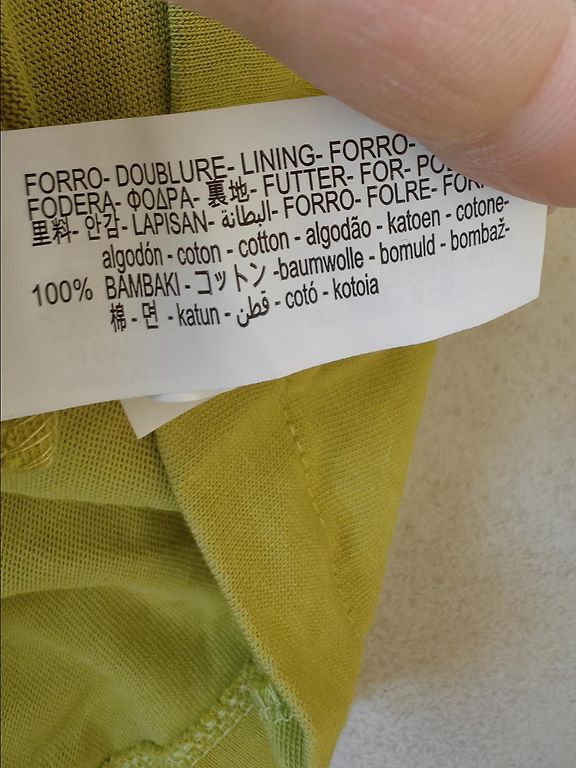 FORRO- DOUBLURE- LINING- FORRO-
FODERA- ΦΟΔΡΑ- 裏地- FUTTER- FOR-
里料- 안감- LAPISAN- البطانة- FORRO- FOLRE-
algodón - coton - cotton - algodão - katoen - cotone-
100% BAMBAKI - コットン -baumwolle - bomuld - bombaž-
棉 - 면 - katun - قطن - cotó - kotoia